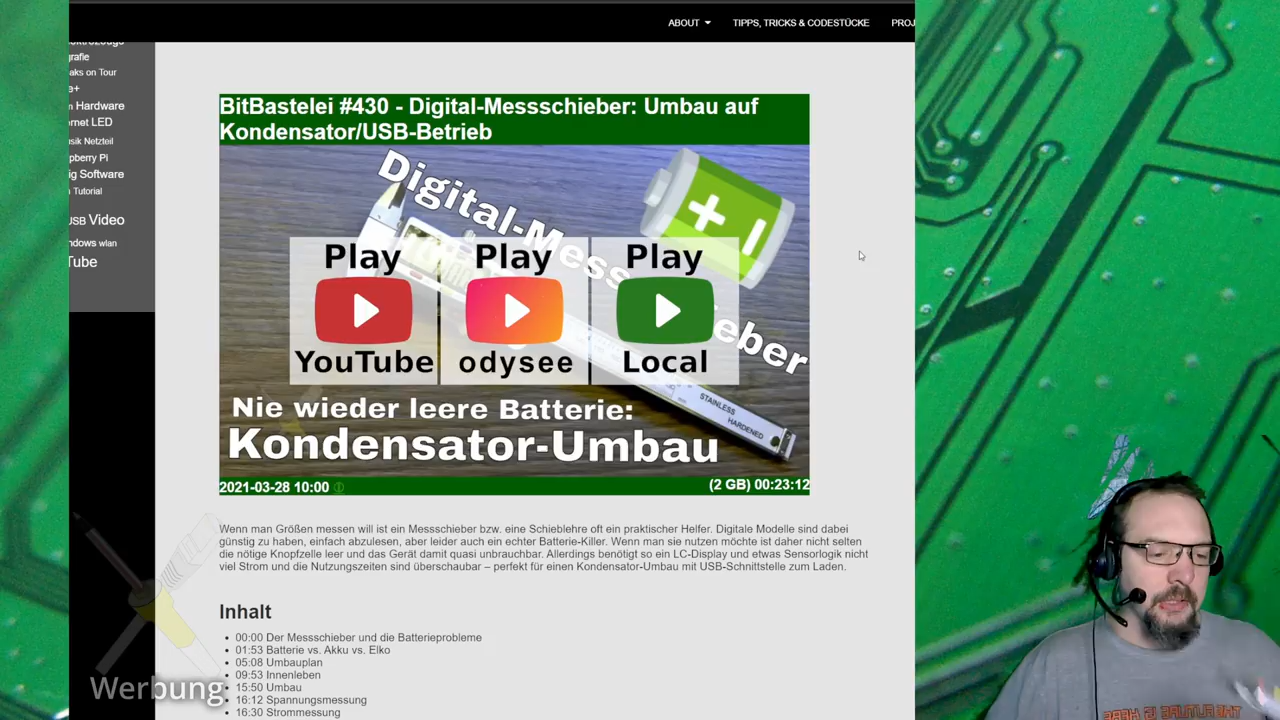 ABOUT TIPPS, TRICKS & CODESTÜCKE PROJ
grafie
aks on Tour
e+
Hardware
ernet LED
usik Netzteil
pberry Pi
ig Software
Tutorial
USB Video
ndows wlan
Tube
BitBastelei #430 - Digital-Messschieber: Umbau auf
Kondensator/USB-Betrieb
Digital-Messschieber
Play Play Play
YouTube odysee Local
STAINLESS
HARDENED
Nie wieder leere Batterie:
Kondensator-Umbau
2021-03-28 10:00 (2 GB) 00:23:12
Wenn man Größen messen will ist ein Messschieber bzw. eine Schieblehre oft ein praktischer Helfer. Digitale Modelle sind dabei
günstig zu haben, einfach abzulesen, aber leider auch ein echter Batterie-Killer. Wenn man sie nutzen möchte ist daher nicht selten
die nötige Knopfzelle leer und das Gerät damit quasi unbrauchbar. Allerdings benötigt so ein LC-Display und etwas Sensorlogik nicht
viel Strom und die Nutzungszeiten sind überschaubar – perfekt für einen Kondensator-Umbau mit USB-Schnittstelle zum Laden.
Inhalt
00:00 Der Messschieber und die Batterieprobleme
01:53 Batterie vs. Akku vs. Elko
05:08 Umbauplan
09:53 Innenleben
15:50 Umbau
16:12 Spannungsmessung
16:30 Strommessung
Werbung